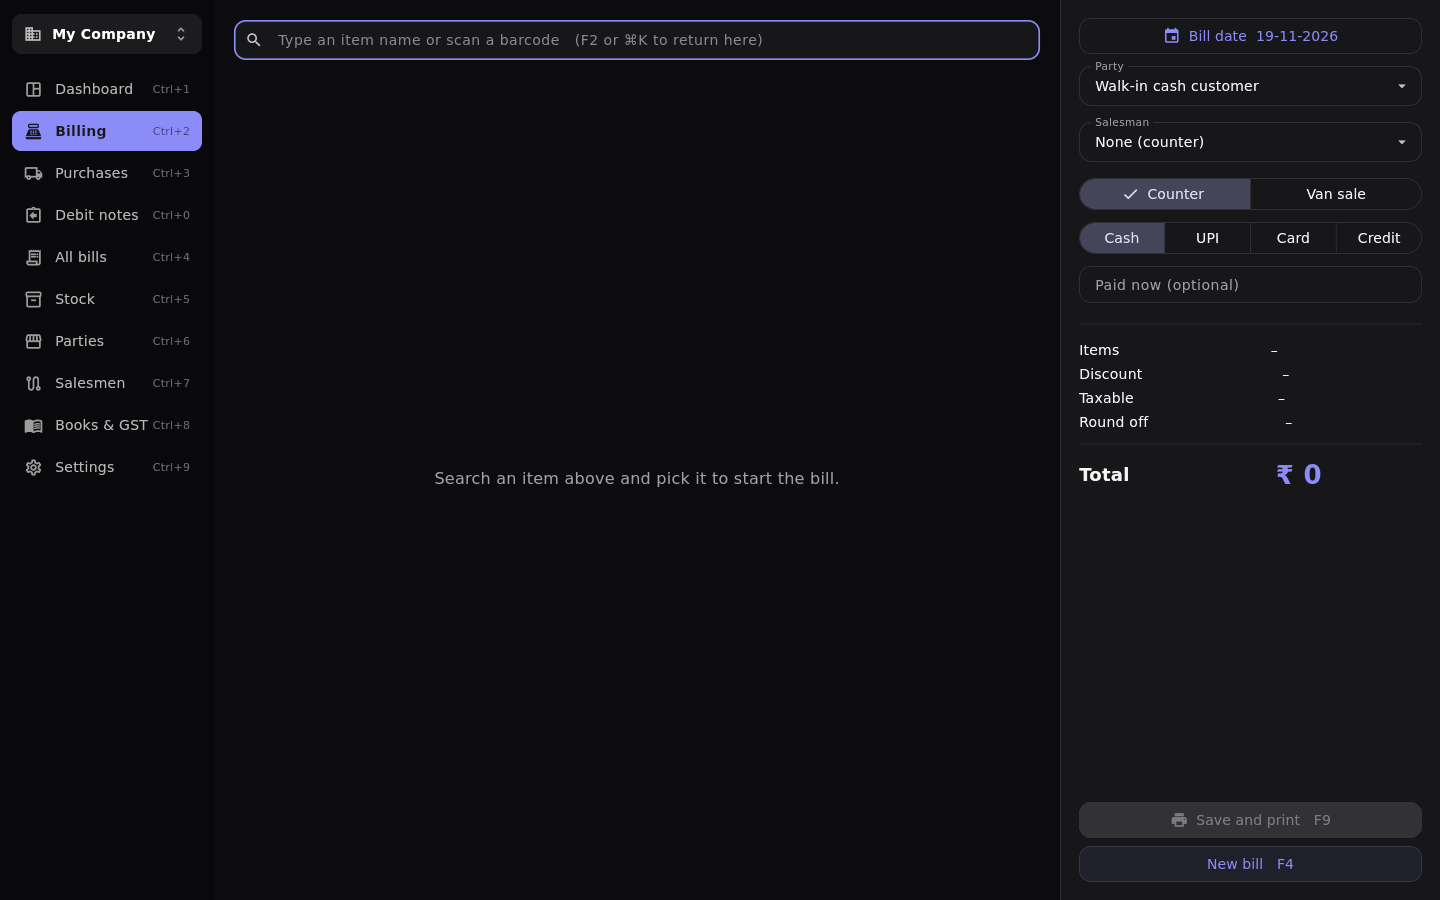 My Company
Dashboard Ctrl+1
Billing Ctrl+2
Purchases Ctrl+3
Debit notes Ctrl+0
All bills Ctrl+4
Stock Ctrl+5
Parties Ctrl+6
Salesmen Ctrl+7
Books & GST Ctrl+8
Settings Ctrl+9
Type an item name or scan a barcode (F2 or ⌘K to return here)
Search an item above and pick it to start the bill.
Bill date 19-11-2026
Party
Walk-in cash customer
Salesman
None (counter)
Counter Van sale
Cash UPI Card Credit
Paid now (optional)
Items –
Discount –
Taxable –
Round off –
Total ₹ 0
Save and print F9
New bill F4